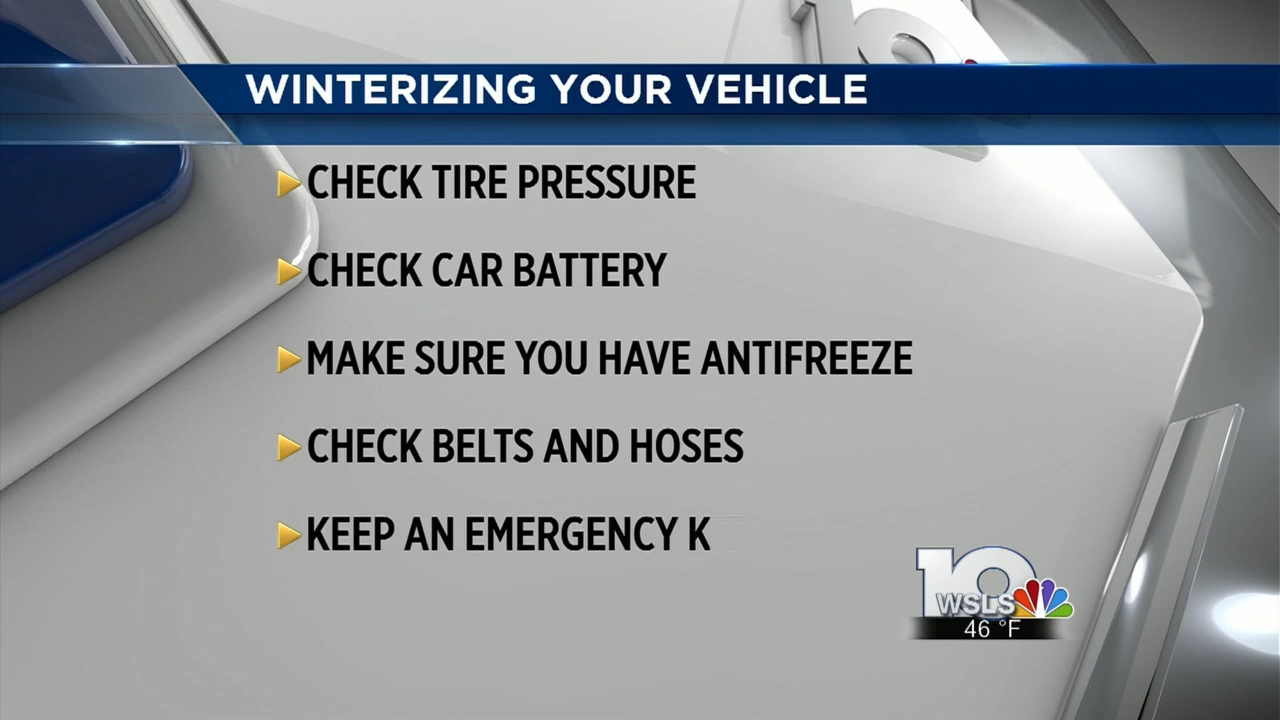 WINTERIZING YOUR VEHICLE
CHECK TIRE PRESSURE
CHECK CAR BATTERY
MAKE SURE YOU HAVE ANTIFREEZE
CHECK BELTS AND HOSES
KEEP AN EMERGENCY K
10
WSLS
46 °F